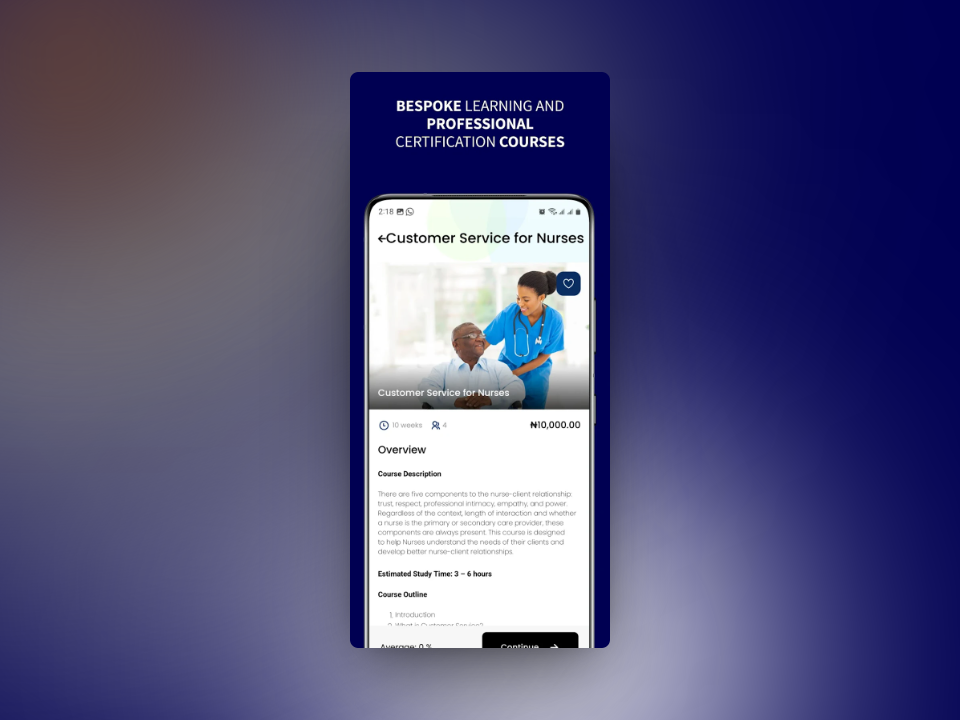 BESPOKE LEARNING AND
PROFESSIONAL
CERTIFICATION COURSES
2:18
Customer Service for Nurses
Customer Service for Nurses
10 weeks 4 ₦10,000.00
Overview
Course Description
There are five components to the nurse-client relationship:
trust, respect, professional intimacy, empathy, and power.
Regardless of the context, length of interaction and whether
a nurse is the primary or secondary care provider, these
components are always present. This course is designed
to help Nurses understand the needs of their clients and
develop better nurse-client relationships.
Estimated Study Time: 3 – 6 hours
Course Outline
1. Introduction
2. What is Customer Service?
Average: 0 %
Continue